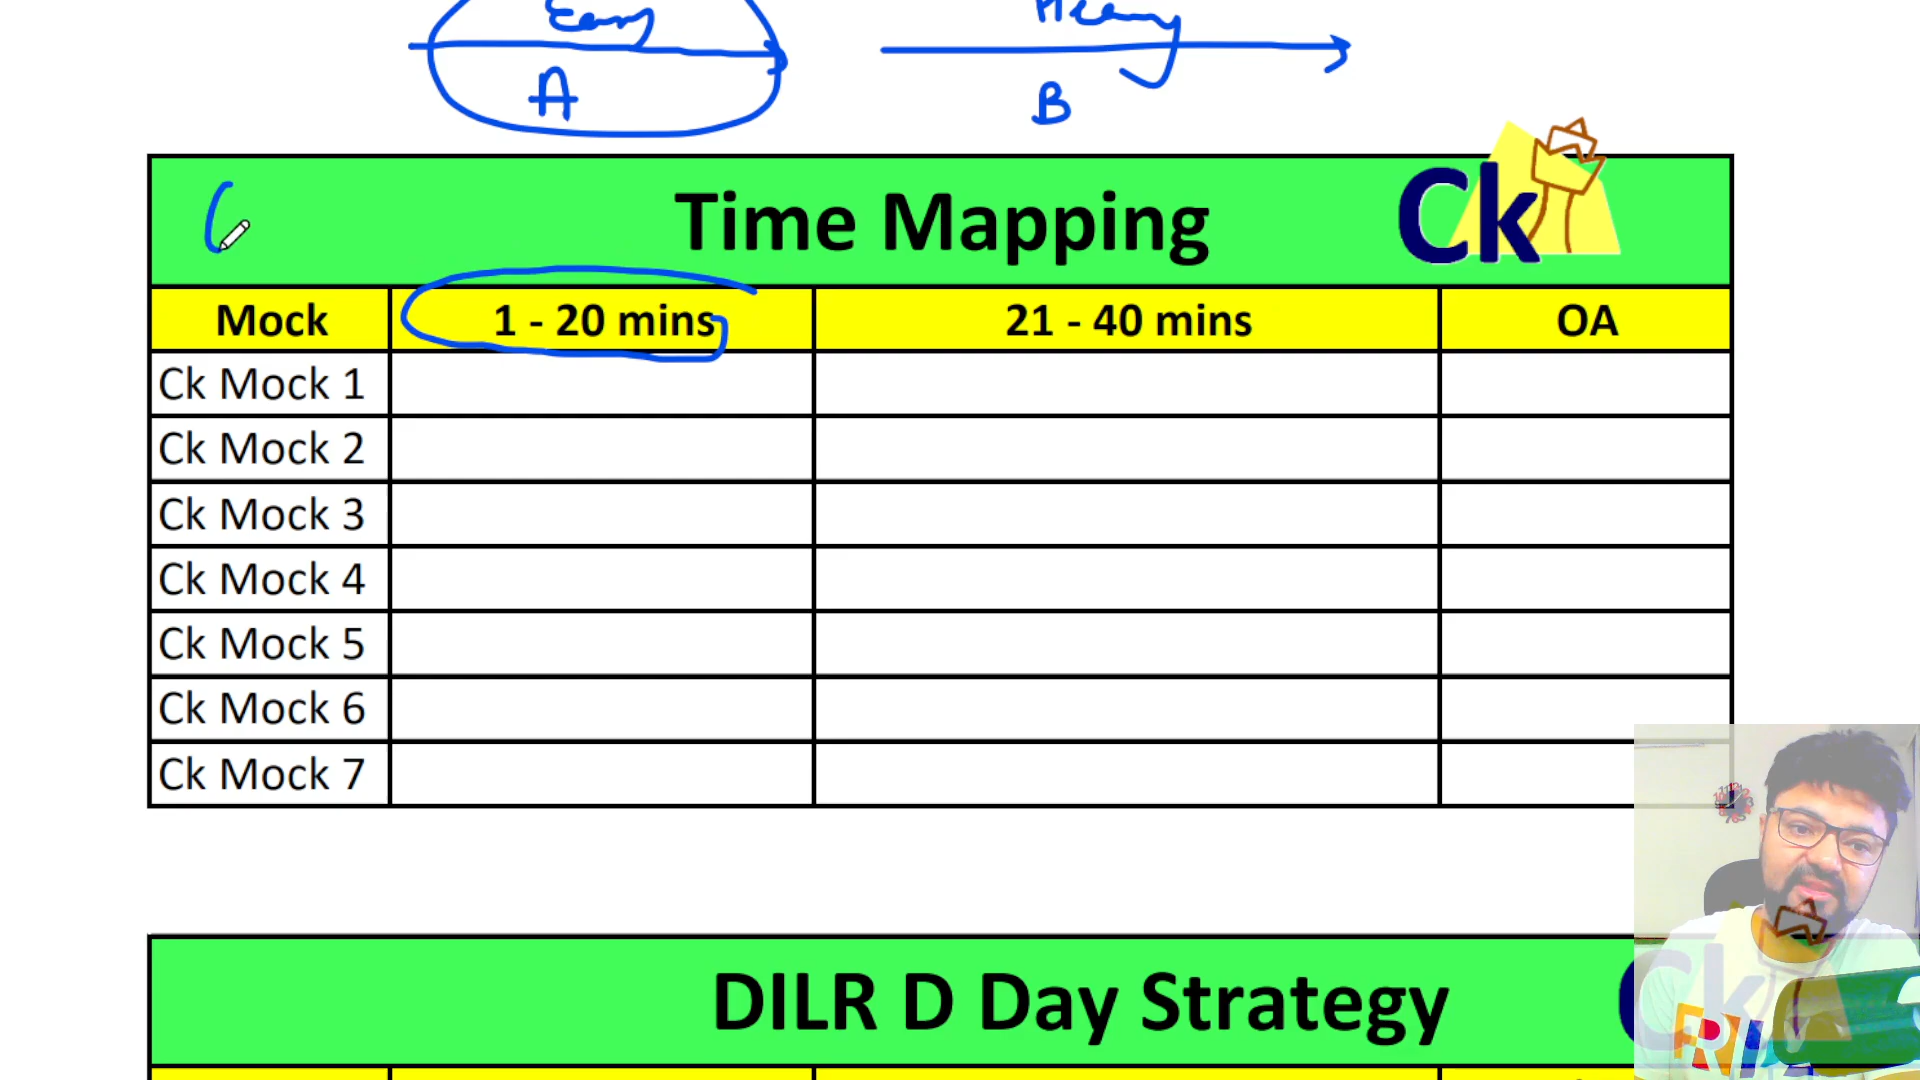 Easy Heavy
A B
Time Mapping Ck
Mock 1 - 20 mins 21 - 40 mins OA
Ck Mock 1
Ck Mock 2
Ck Mock 3
Ck Mock 4
Ck Mock 5
Ck Mock 6
Ck Mock 7
DILR D Day Strategy